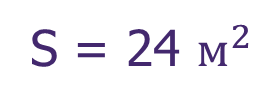 S = 24 м²